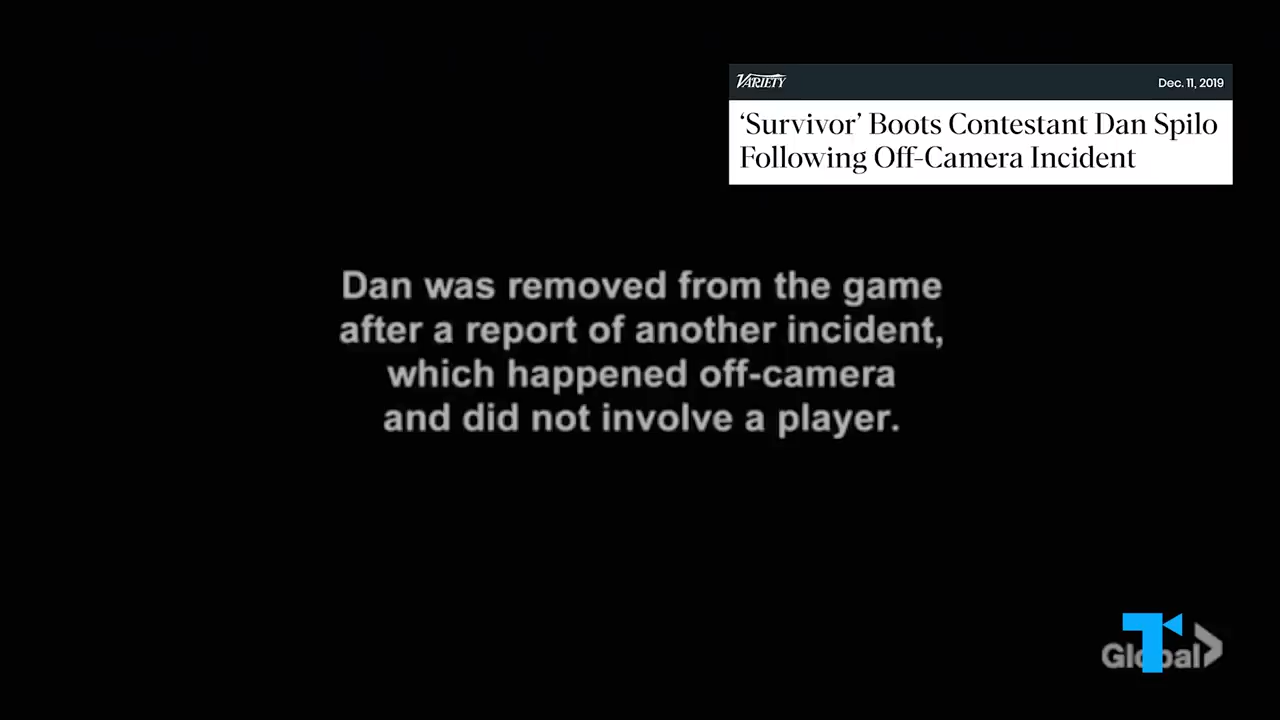 VARIETY
Dec. 11, 2019
‘Survivor’ Boots Contestant Dan Spilo
Following Off-Camera Incident
Dan was removed from the game
after a report of another incident,
which happened off-camera
and did not involve a player.
Global